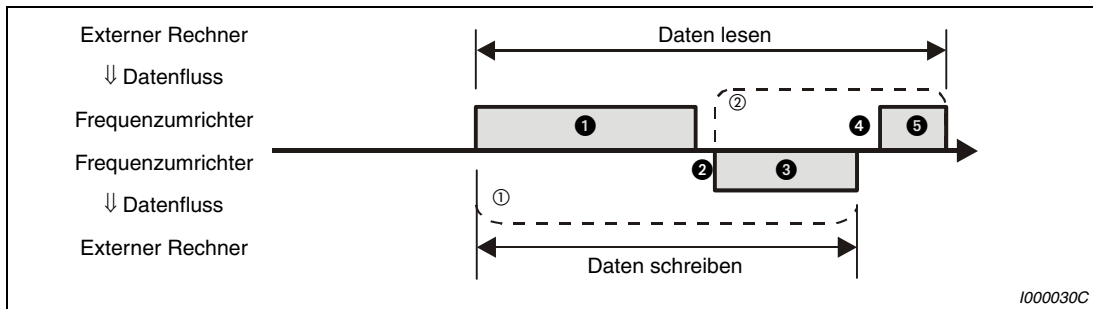 Externer Rechner
Daten lesen
⇓ Datenfluss
②
Frequenzumrichter
❶
❹
❺
Frequenzumrichter
❷
❸
⇓ Datenfluss
①
Externer Rechner
Daten schreiben
I000030C